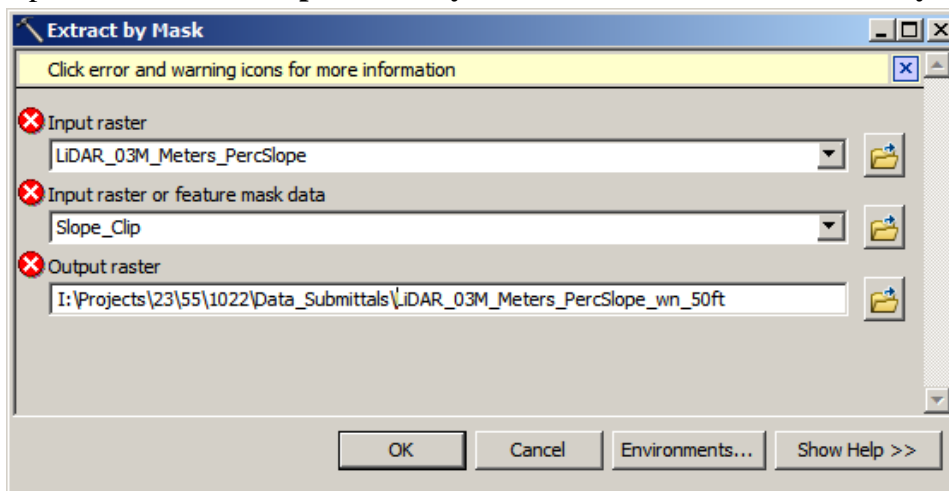 Extract by Mask
Click error and warning icons for more information
Input raster
LiDAR_03M_Meters_PercSlope
Input raster or feature mask data
Slope_Clip
Output raster
I:\Projects\23\55\1022\Data_Submittals\LiDAR_03M_Meters_PercSlope_wn_50ft
OK
Cancel
Environments...
Show Help >>